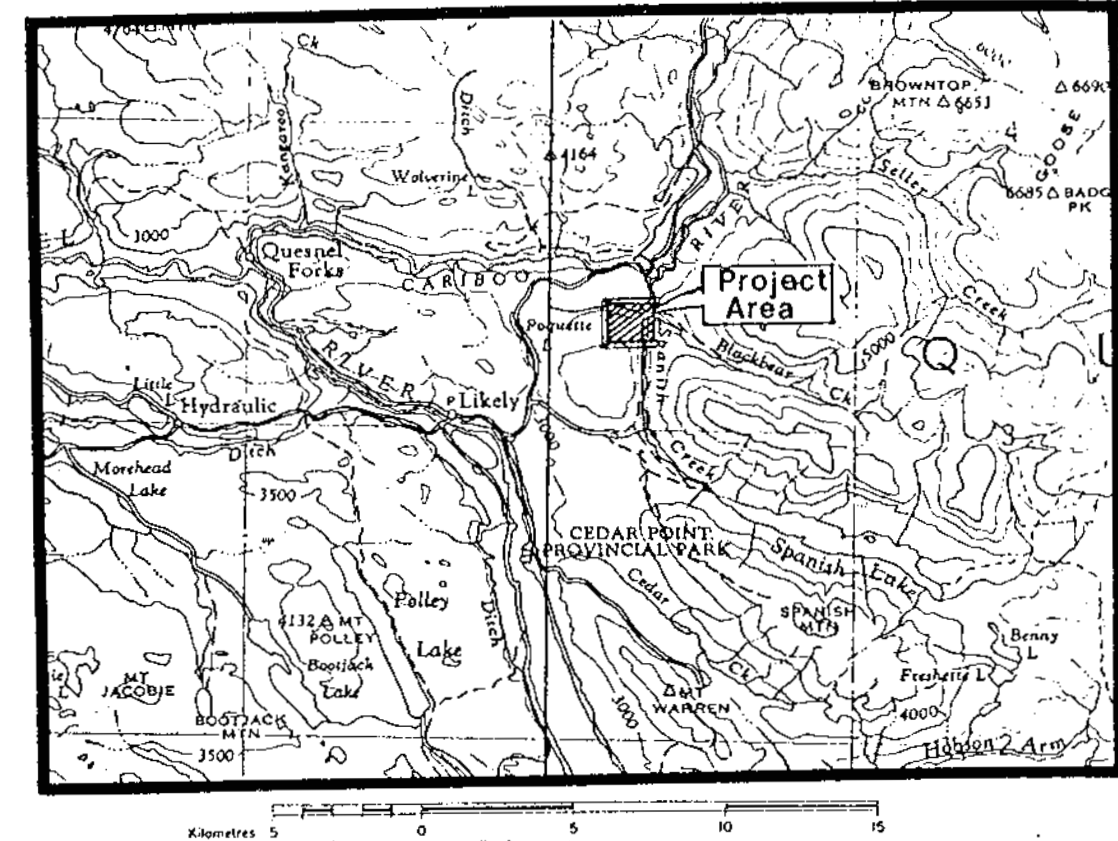 Ck
Kangaroo
Ditch
4164
Wolverine
L
BROWNTOP
MTN 6651
GOOSE
Seller
6685 BADG
PK
1000
L
Quesnel
Forks
CARIBOO
RIVER
Project
Area
Creek
Poquette
Spanish
Blackbear
Ck
5000
Q
Little
L
Hydraulic
RIVER
P Likely
1000
Ditch
Morehead
Lake
3500
Creek
CEDAR POINT
PROVINCIAL PARK
Spanish Lake
Cedar
Ck
Polley
Lake
Ditch
4132 MT
POLLEY
Bootjack
Lake
SPANISH
MTN
Benny
L
Freshette L
MT
JACOBIE
L
BOOTJACK
MTN
3500
MT
WARREN
3000
4000
Hobson 2 Arm
Kilometres 5 0 5 10 15